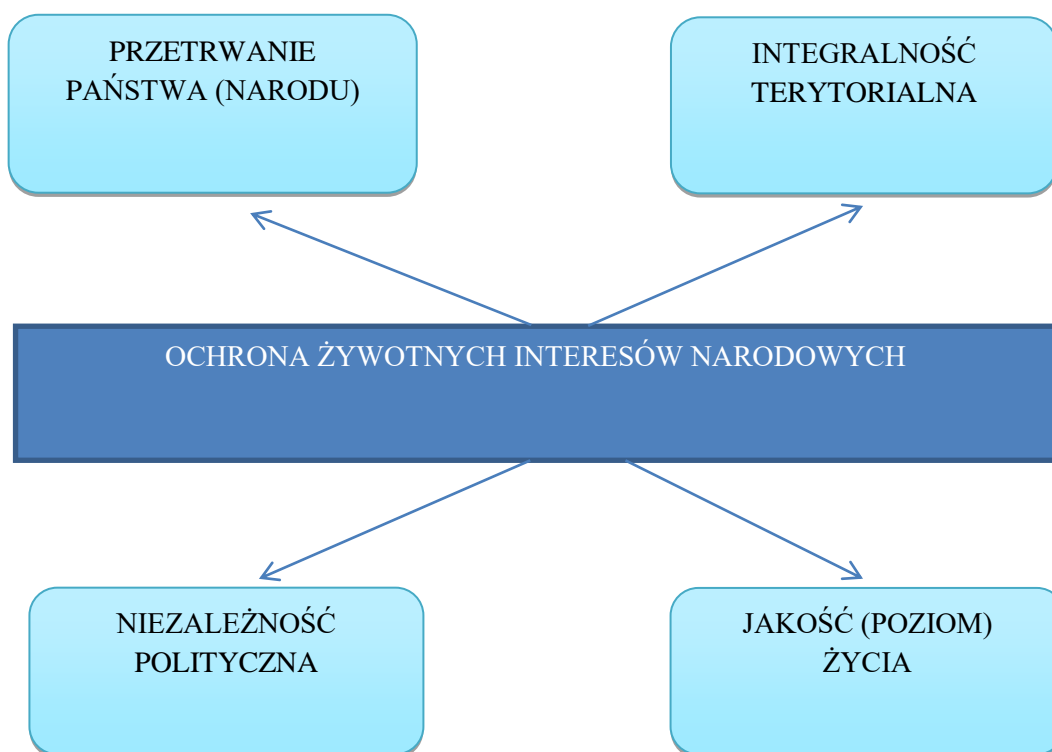 PRZETRWANIE
PAŃSTWA (NARODU)
INTEGRALNOŚĆ
TERYTORIALNA
OCHRONA ŻYWOTNYCH INTERESÓW NARODOWYCH
NIEZALEŻNOŚĆ
POLITYCZNA
JAKOŚĆ (POZIOM)
ŻYCIA